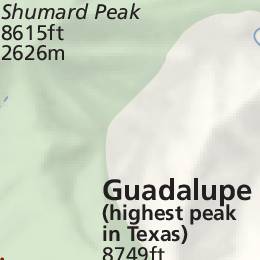 Shumard Peak
8615ft
2626m
Guadalupe
(highest peak
in Texas)
8749ft